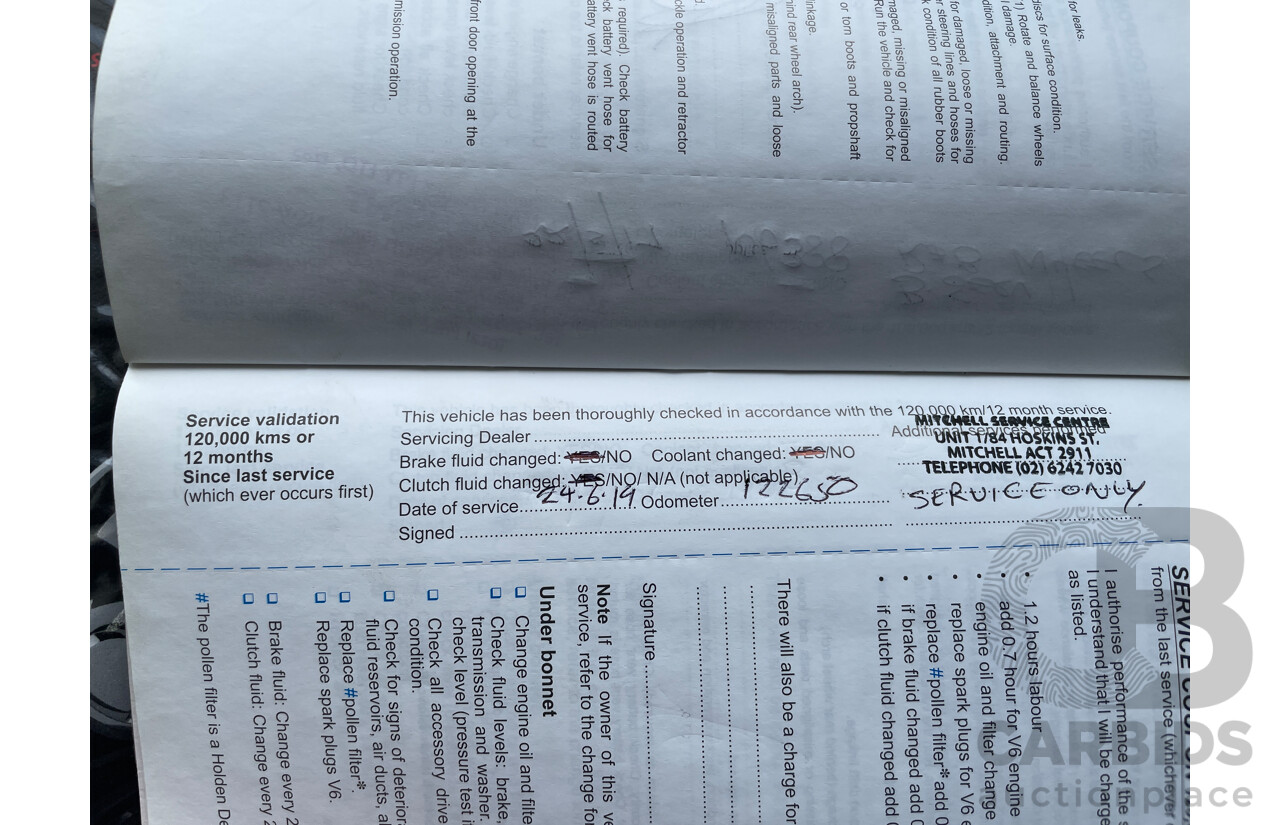 for leaks.
discs for surface condition.
1) Rotate and balance wheels
damage.
dition, attachment and routing.
for damaged, loose or missing
er steering lines and hoses for
k condition of all rubber boots
maged, missing or misaligned
Run the vehicle and check for
or torn boots and propshaft
linkage.
hind rear wheel arch).
misaligned parts and loose
ckle operation and retractor
d.
s required). Check battery
ck battery vent hose for
attery vent hose is routed
front door opening at the
mission operation.
Service validation
120,000 kms or
12 months
Since last service
(which ever occurs first)
This vehicle has been thoroughly checked in accordance with the 120,000 km/12 month service.
Servicing Dealer
Additional services performed
Brake fluid changed: YES/NO Coolant changed: YES/NO
Clutch fluid changed: YES/NO/ N/A (not applicable)
Date of service 24.6.19 Odometer 122650
Signed
MITCHELL SERVICE CENTRE
UNIT 1/84 HOSKINS ST.
MITCHELL ACT 2911
TELEPHONE (02) 6242 7030
SERVICE ONLY.
SERVICE
from the last service (whichever
I authorise performance of the s
I understand that I will be charge
as listed.
• 1.2 hours labour
• add 0.7 hour for V6 engine
• engine oil and filter change
• replace spark plugs for V6 e
• replace #pollen filter* add 0
• if brake fluid changed add 0
• if clutch fluid changed add 0
There will also be a charge for
Signature
Note If the owner of this ve
service, refer to the change for
Under bonnet
Change engine oil and filte
Check fluid levels: brake,
transmission and washer.
check level (pressure test i
Check all accessory drive
condition.
Check for signs of deterior
fluid reservoirs, air ducts, al
Replace #pollen filter*.
Replace spark plugs V6.
Brake fluid: Change every 2
Clutch fluid: Change every 2
#The pollen filter is a Holden De
CARBIDS
auctionplace